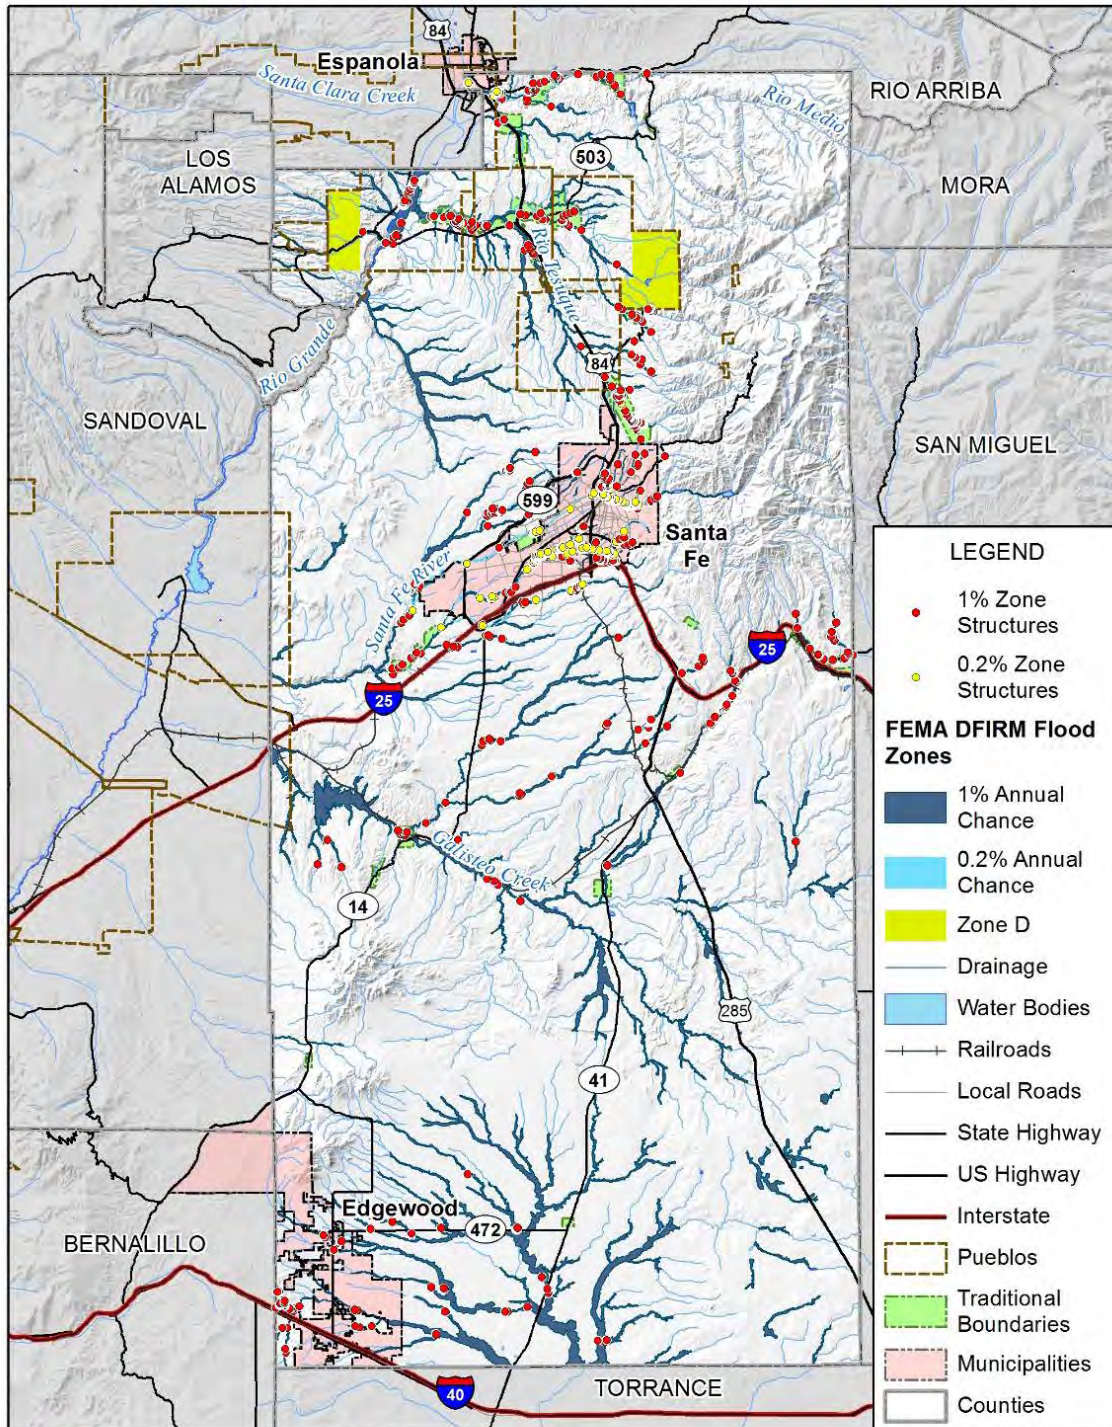 84
Espanola
Santa Clara Creek
RIO ARRIBA
Rio Medio
LOS
ALAMOS
503
MORA
Rio Tesuque
Rio Grande
84
SANDOVAL
SAN MIGUEL
599
Santa
Fe
Santa Fe River
25
25
Galisteo Creek
14
285
41
Edgewood
472
BERNALILLO
40
TORRANCE
LEGEND
1% Zone
Structures
0.2% Zone
Structures
FEMA DFIRM Flood
Zones
1% Annual
Chance
0.2% Annual
Chance
Zone D
Drainage
Water Bodies
Railroads
Local Roads
State Highway
US Highway
Interstate
Pueblos
Traditional
Boundaries
Municipalities
Counties